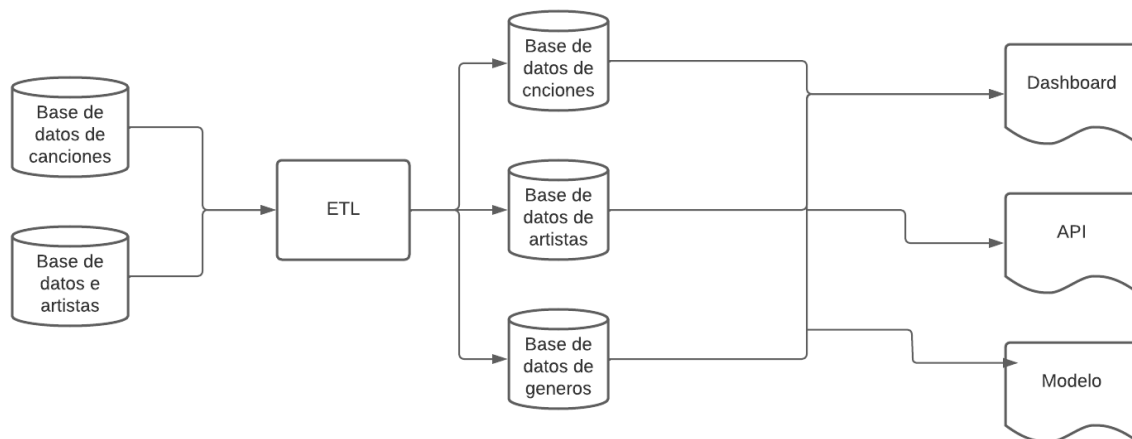 Base de
datos de
canciones
Base de
datos e
artistas
ETL
Base de
datos de
cnciones
Base de
datos de
artistas
Base de
datos de
generos
Dashboard
API
Modelo